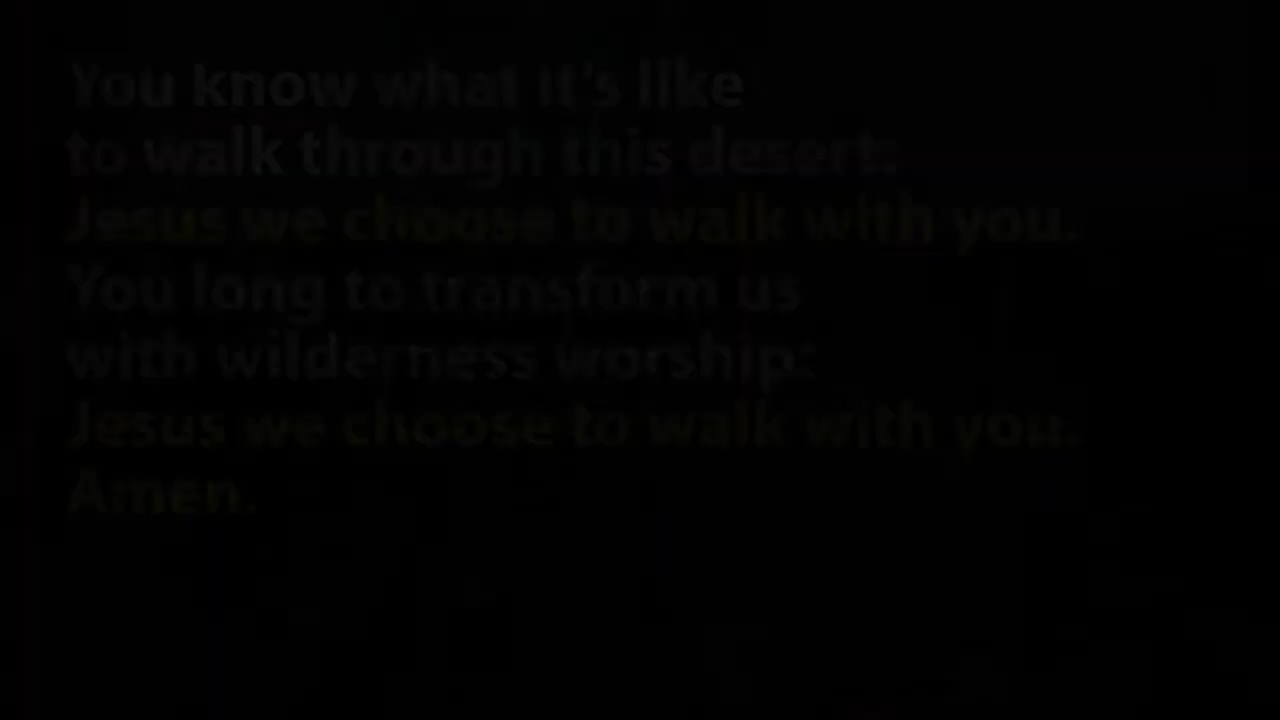 You know what it's like
to walk through this desert:
Jesus we choose to walk with you.
You long to transform us
with wilderness worship:
Jesus we choose to walk with you.
Amen.